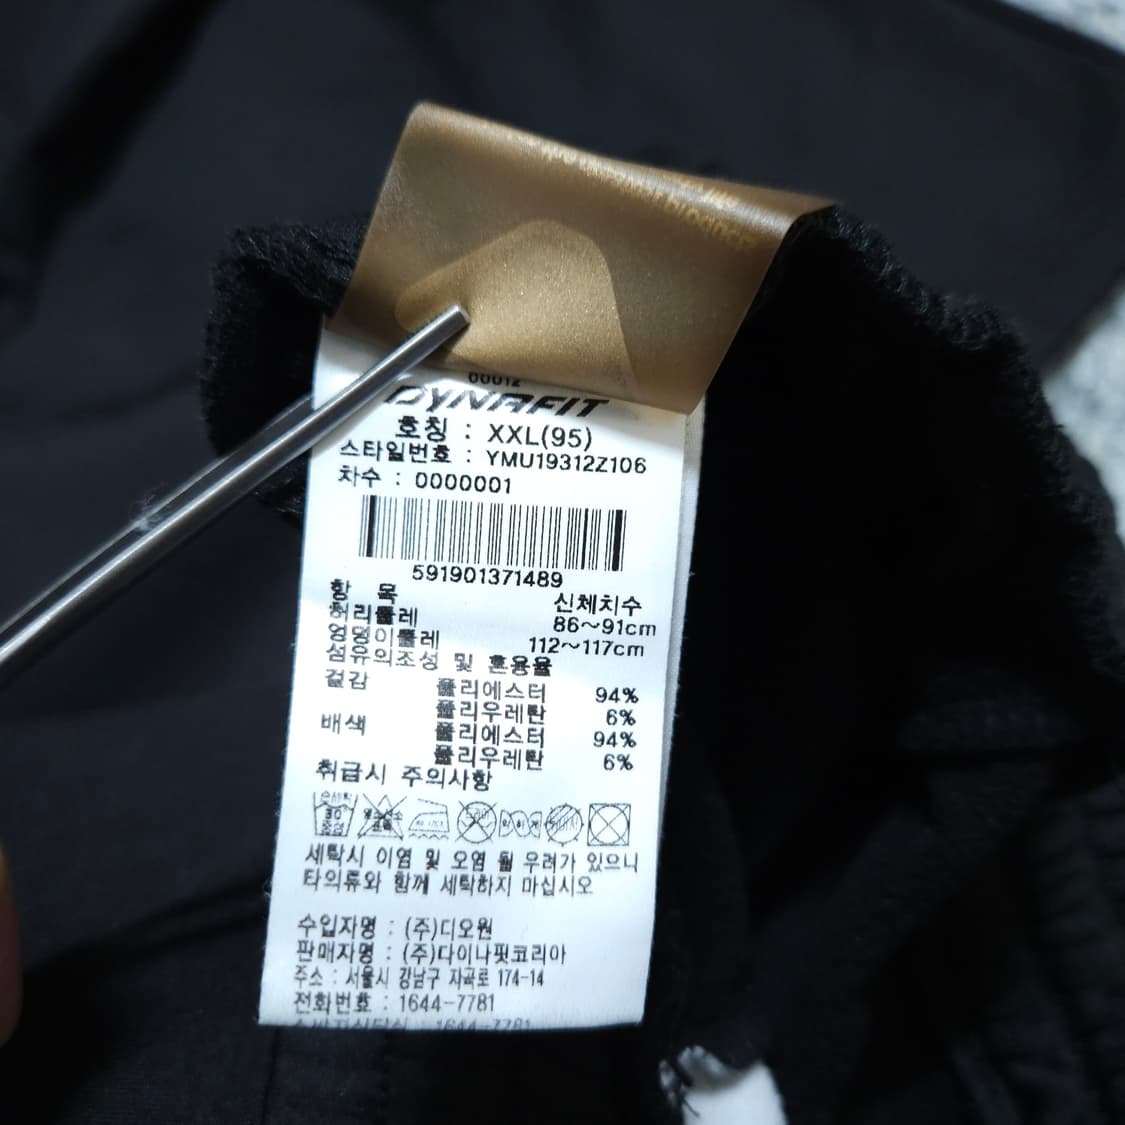 00012
DYNAFIT
호칭 : XXL(95)
스타일번호 : YMU19312Z106
차수 : 0000001
591901371489
항 목 신체치수
허리둘레 86~91cm
엉덩이둘레 112~117cm
섬유의조성 및 혼용율
겉감 폴리에스터 94%
폴리우레탄 6%
배색 폴리에스터 94%
폴리우레탄 6%
취급시 주의사항
세탁시 이염 및 오염 될 우려가 있으니
타의류와 함께 세탁하지 마십시오
수입자명 : (주)디오원
판매자명 : (주)다이나핏코리아
주소 : 서울시 강남구 자곡로 174-14
전화번호 : 1644-7781
1644-7781